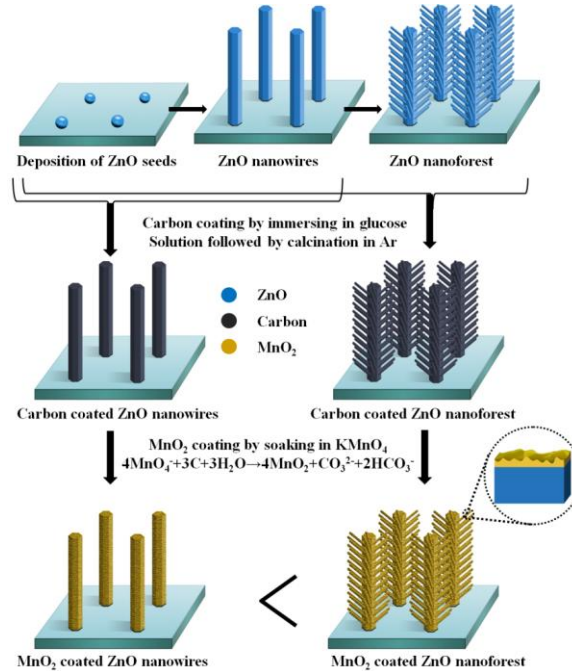 Deposition of ZnO seeds
ZnO nanowires
ZnO nanoforest
Carbon coating by immersing in glucose
Solution followed by calcination in Ar
ZnO
Carbon
MnO₂
Carbon coated ZnO nanowires
Carbon coated ZnO nanoforest
MnO₂ coating by soaking in KMnO₄
4MnO₄⁻+3C+3H₂O→4MnO₂+CO₃²⁻+2HCO₃⁻
<
MnO₂ coated ZnO nanowires
MnO₂ coated ZnO nanoforest